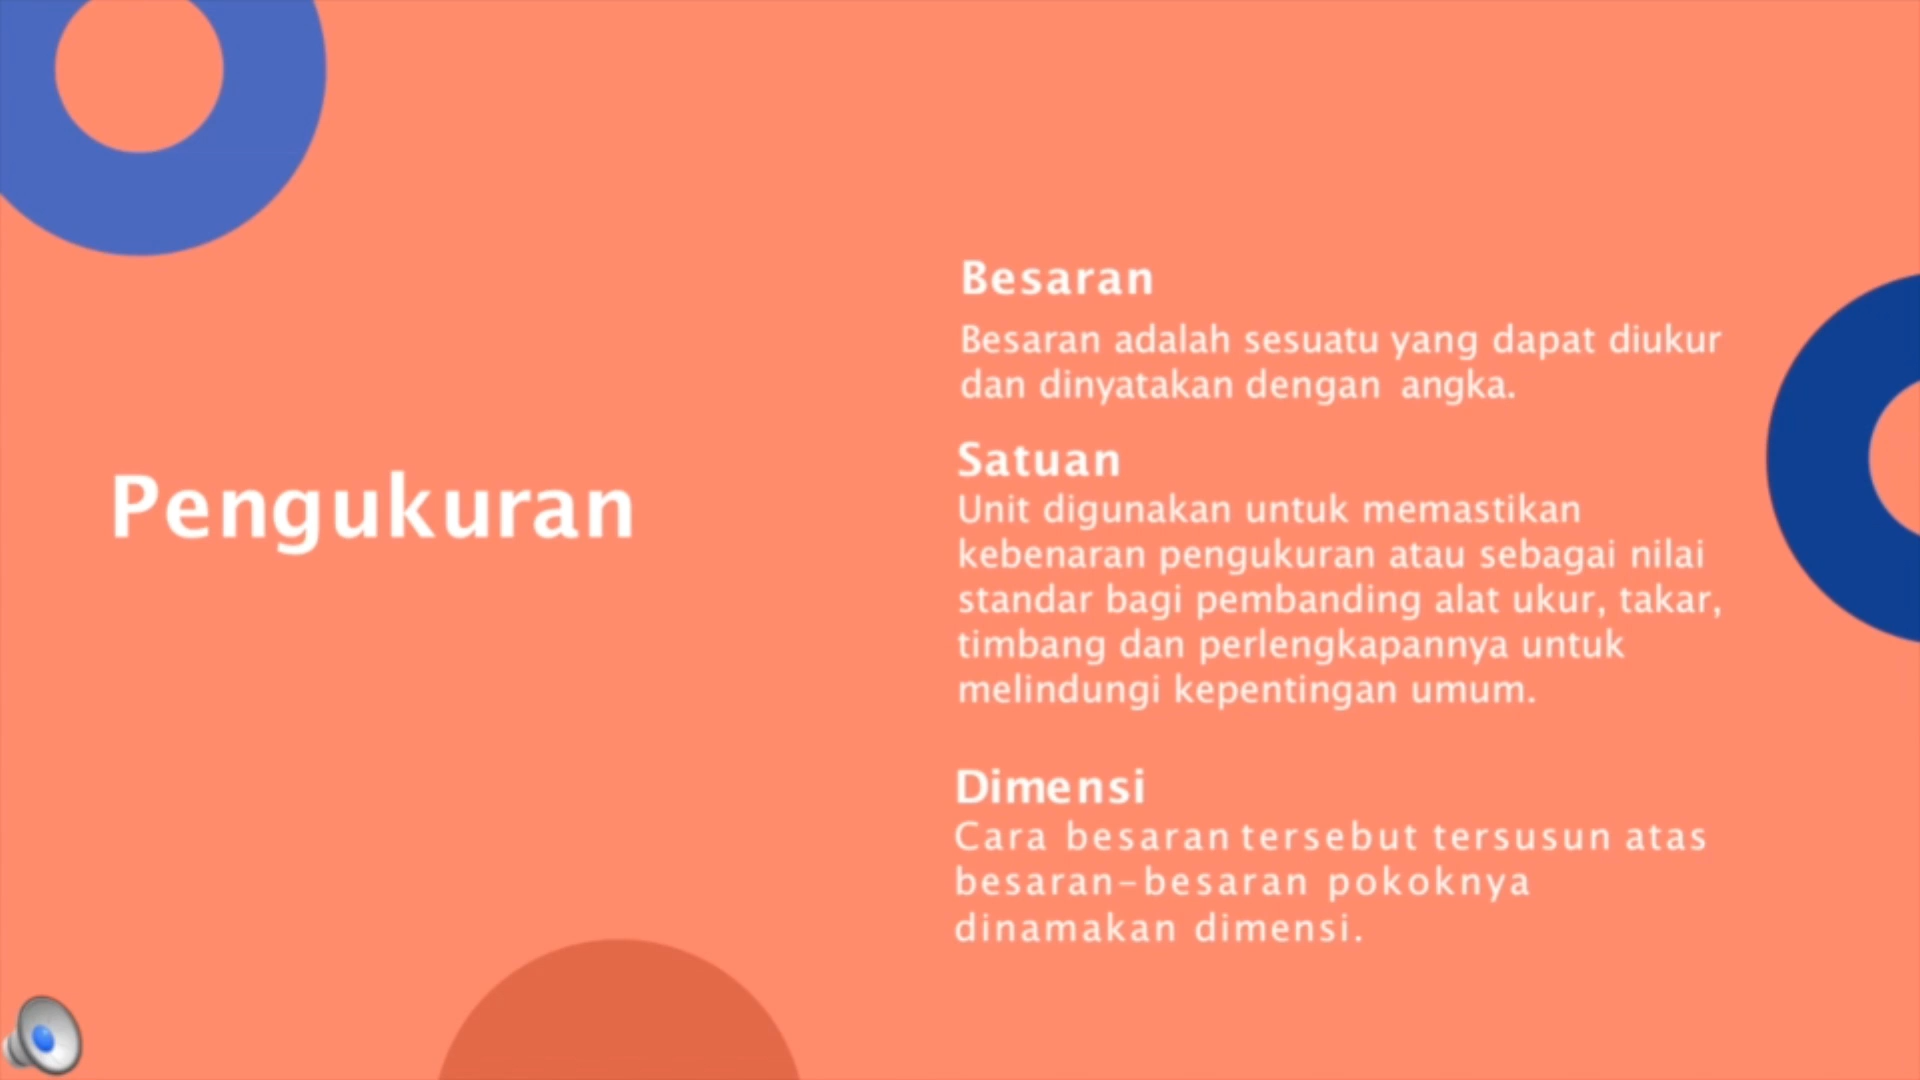 Pengukuran
Besaran
Besaran adalah sesuatu yang dapat diukur
dan dinyatakan dengan angka.
Satuan
Unit digunakan untuk memastikan
kebenaran pengukuran atau sebagai nilai
standar bagi pembanding alat ukur, takar,
timbang dan perlengkapannya untuk
melindungi kepentingan umum.
Dimensi
Cara besaran tersebut tersusun atas
besaran-besaran pokoknya
dinamakan dimensi.